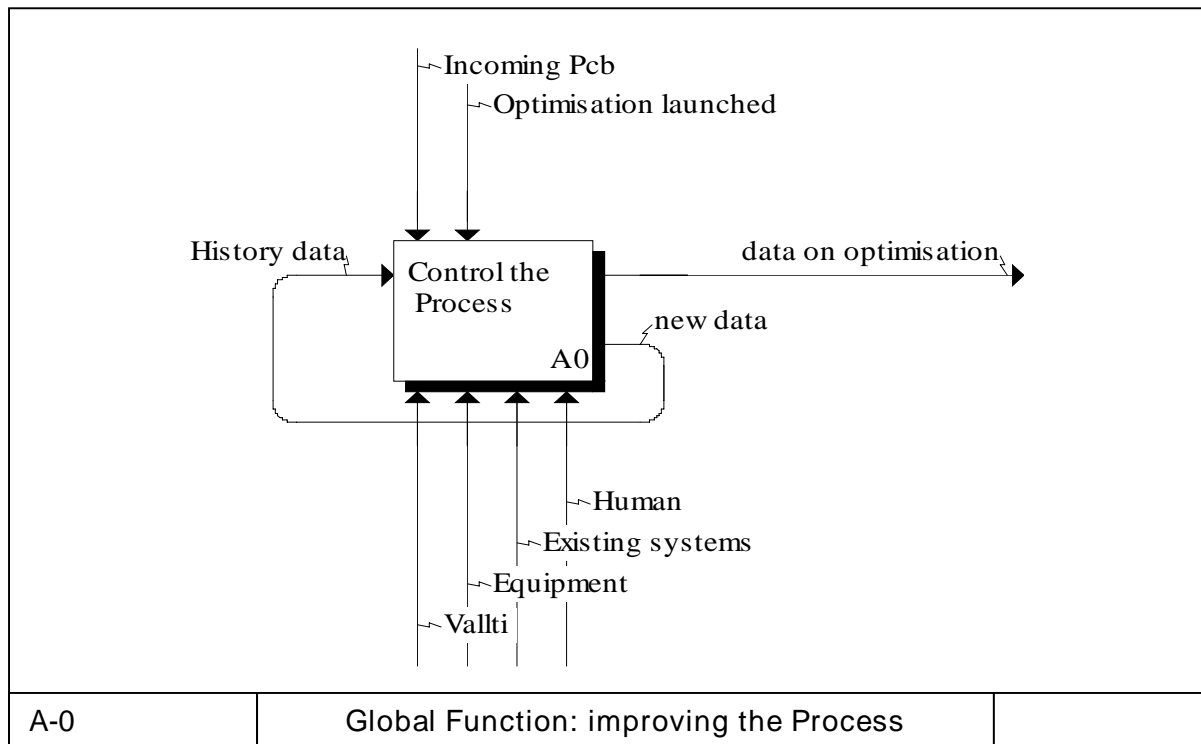 Incoming Pcb
Optimisation launched
History data
data on optimisation
Control the
Process
new data
A0
Human
Existing systems
Equipment
Vallti
A-0
Global Function: improving the Process